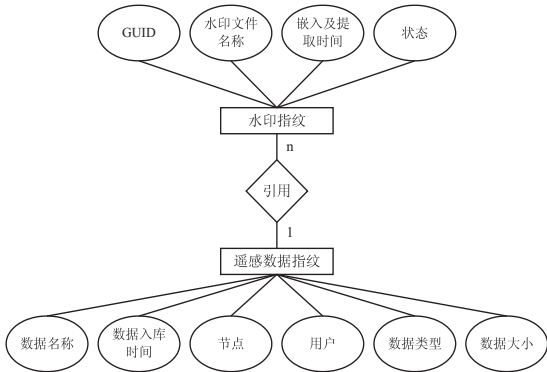 GUID
水印文件
名称
嵌入及提
取时间
状态
水印指纹
n
引用
1
遥感数据指纹
数据名称
数据入库
时间
节点
用户
数据类型
数据大小